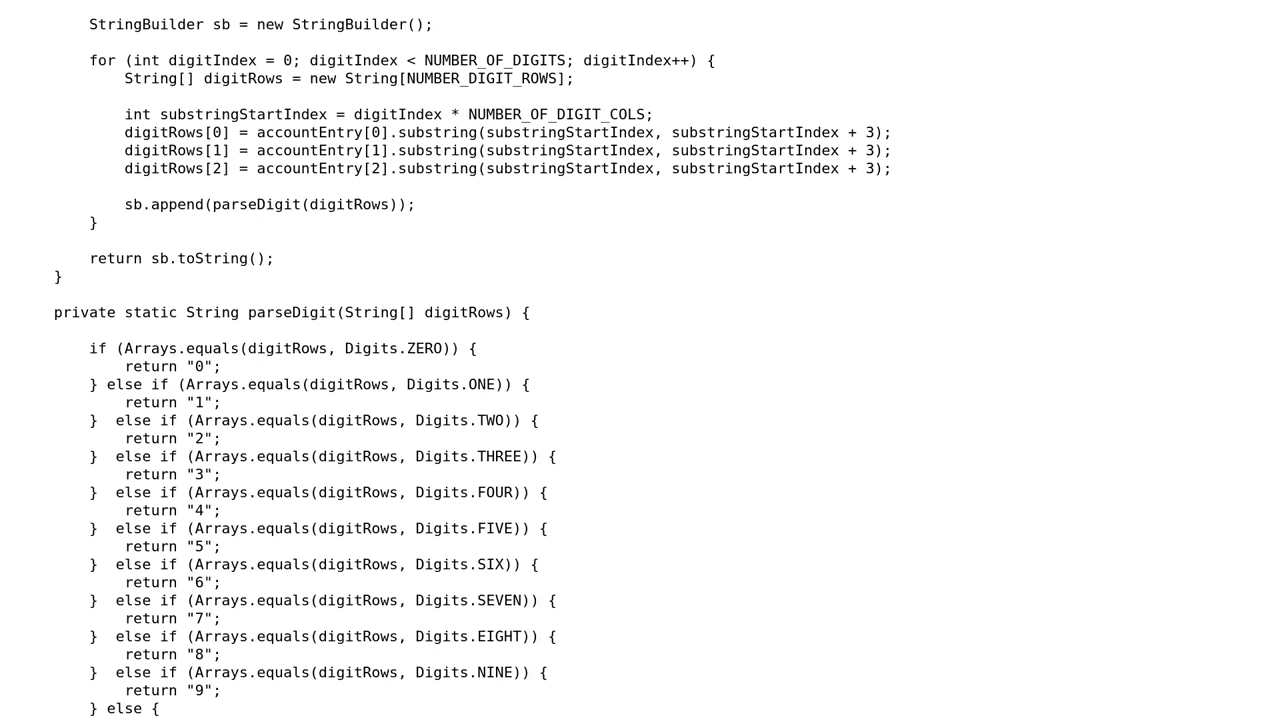 StringBuilder sb = new StringBuilder();

        for (int digitIndex = 0; digitIndex < NUMBER_OF_DIGITS; digitIndex++) {
            String[] digitRows = new String[NUMBER_DIGIT_ROWS];

            int substringStartIndex = digitIndex * NUMBER_OF_DIGIT_COLS;
            digitRows[0] = accountEntry[0].substring(substringStartIndex, substringStartIndex + 3);
            digitRows[1] = accountEntry[1].substring(substringStartIndex, substringStartIndex + 3);
            digitRows[2] = accountEntry[2].substring(substringStartIndex, substringStartIndex + 3);

            sb.append(parseDigit(digitRows));
        }

        return sb.toString();
    }

    private static String parseDigit(String[] digitRows) {

        if (Arrays.equals(digitRows, Digits.ZERO)) {
            return "0";
        } else if (Arrays.equals(digitRows, Digits.ONE)) {
            return "1";
        }  else if (Arrays.equals(digitRows, Digits.TWO)) {
            return "2";
        }  else if (Arrays.equals(digitRows, Digits.THREE)) {
            return "3";
        }  else if (Arrays.equals(digitRows, Digits.FOUR)) {
            return "4";
        }  else if (Arrays.equals(digitRows, Digits.FIVE)) {
            return "5";
        }  else if (Arrays.equals(digitRows, Digits.SIX)) {
            return "6";
        }  else if (Arrays.equals(digitRows, Digits.SEVEN)) {
            return "7";
        }  else if (Arrays.equals(digitRows, Digits.EIGHT)) {
            return "8";
        }  else if (Arrays.equals(digitRows, Digits.NINE)) {
            return "9";
        } else {